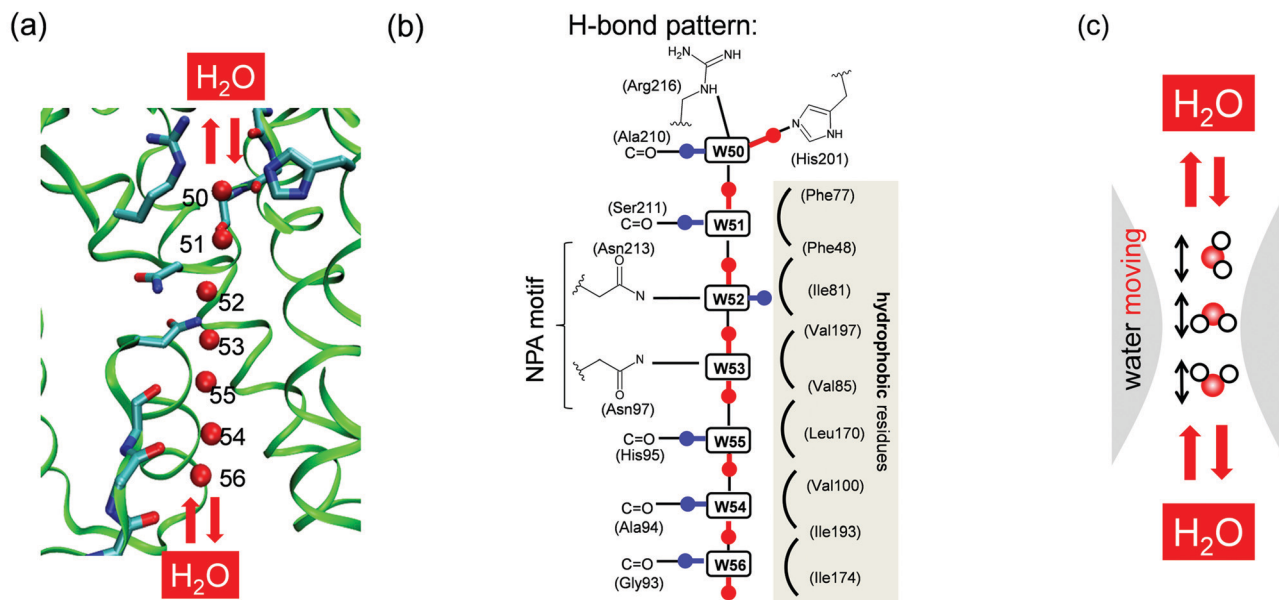 (a)
H₂O
50
51
52
53
55
54
56
H₂O
(b)
H-bond pattern:
H₂N
NH
(Arg216)
NH
(Ala210)
C=O
W50
N
NH
(His201)
(Ser211)
C=O
W51
(Phe77)
(Phe48)
NPA motif
(Asn213)
O
N
W52
(Ile81)
hydrophobic residues
(Val197)
N
O
W53
(Asn97)
(Val85)
C=O
(His95)
W55
(Leu170)
(Val100)
C=O
(Ala94)
W54
(Ile193)
C=O
(Gly93)
W56
(Ile174)
(c)
H₂O
water moving
H₂O